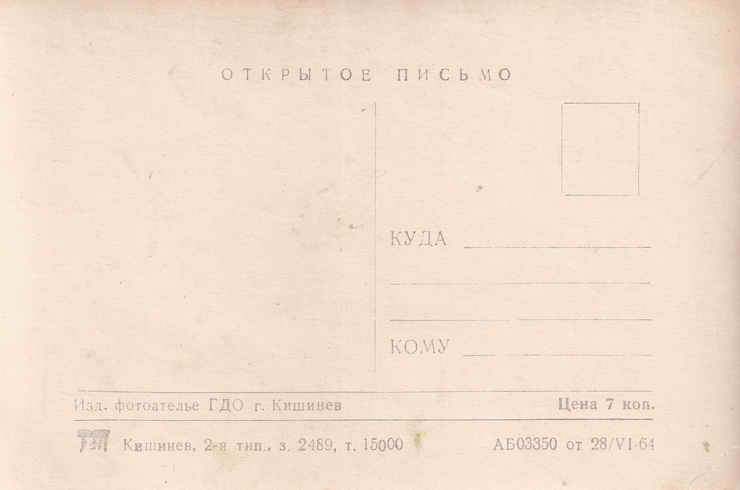 ОТКРЫТОЕ ПИСЬМО
КУДА
КОМУ
Изд. фотоателье ГДО г. Кишинев
Цена 7 коп.
Кишинев, 2-я тип., з. 2489, т. 15000
АБ03350 от 28/VI-64